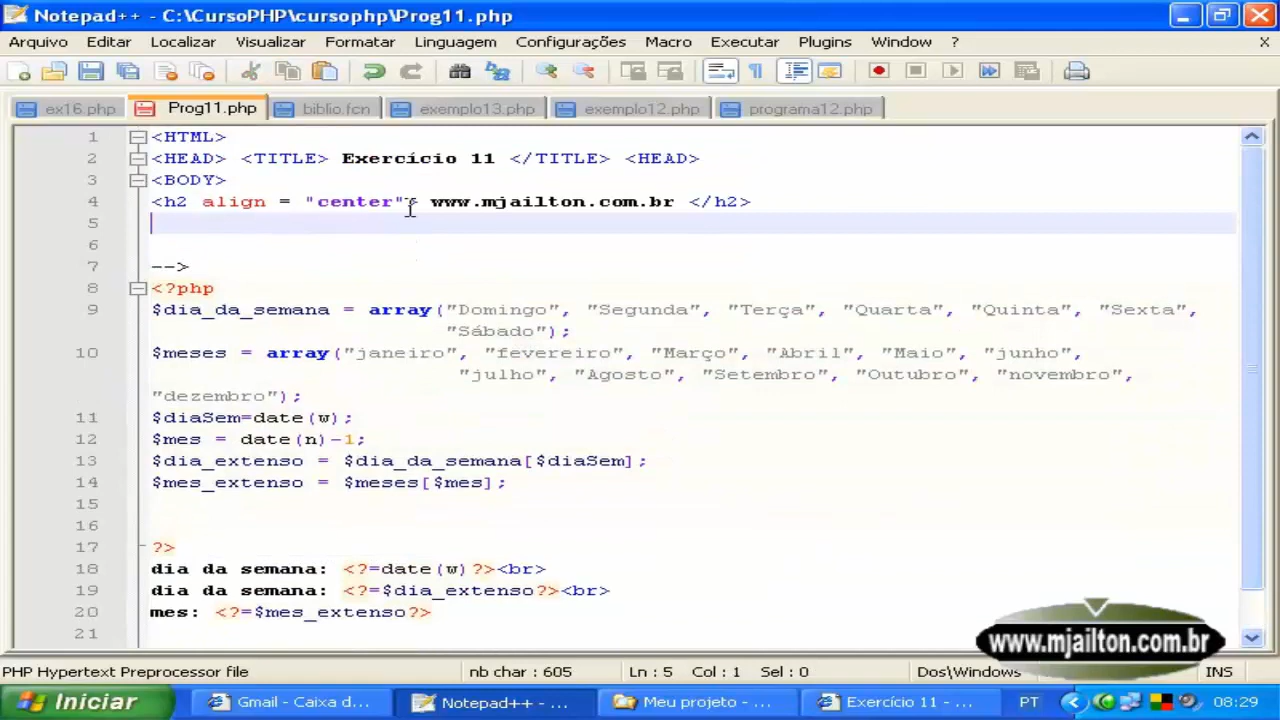 Notepad++ - C:\CursoPHP\cursophp\Prog11.php
Arquivo Editar Localizar Visualizar Formatar Linguagem Configurações Macro Executar Plugins Window ? X
ex16.php Prog11.php biblio.fcn exemplo13.php exemplo12.php programa12.php
1 <HTML>
2 <HEAD> <TITLE> Exercício 11 </TITLE> <HEAD>
3 <BODY>
4 <h2 align = "center"> www.mjailton.com.br </h2>
5
6
7 -->
8 <?php
9 $dia_da_semana = array("Domingo", "Segunda", "Terça", "Quarta", "Quinta", "Sexta",
"Sábado");
10 $meses = array("janeiro", "fevereiro", "Março", "Abril", "Maio", "junho",
"julho", "Agosto", "Setembro", "Outubro", "novembro",
"dezembro");
11 $diaSem=date(w);
12 $mes = date(n)-1;
13 $dia_extenso = $dia_da_semana[$diaSem];
14 $mes_extenso = $meses[$mes];
15
16
17 ?>
18 dia da semana: <?=date(w)?><br>
19 dia da semana: <?=$dia_extenso?><br>
20 mes: <?=$mes_extenso?>
21
www.mjailton.com.br
PHP Hypertext Preprocessor file nb char : 605 Ln : 5 Col : 1 Sel : 0 Dos\Windows INS
Iniciar Gmail - Caixa d... Notepad++ - ... Meu projeto - ... Exercício 11 - ... PT 08:29